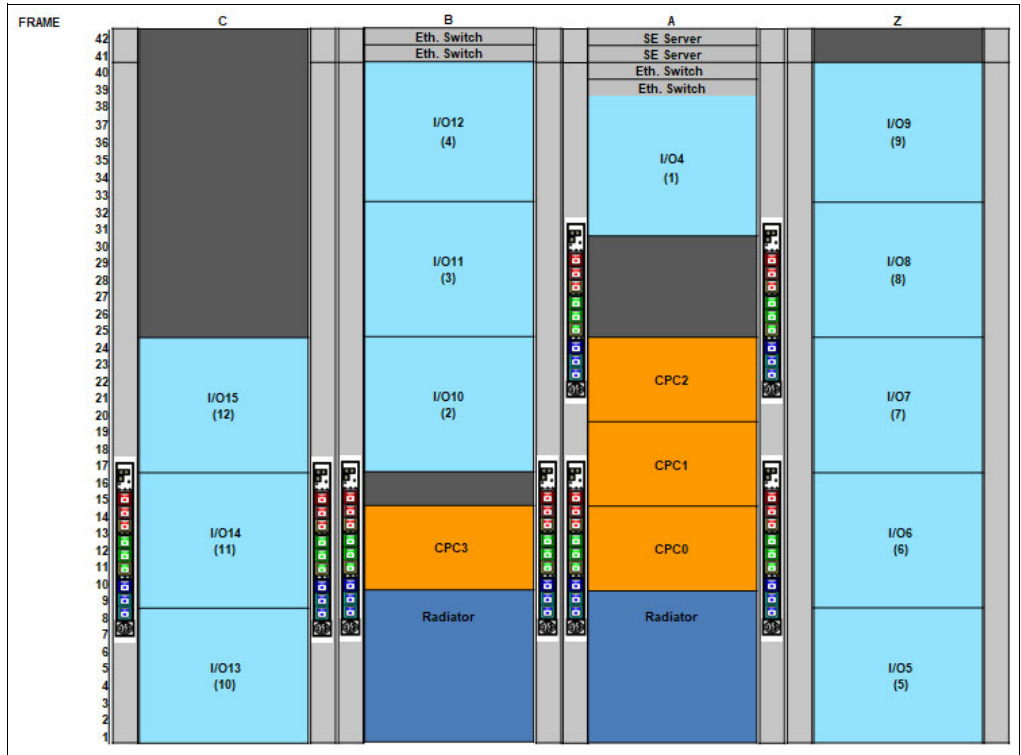 FRAME C B A Z
42
41
40
39
38
37
36
35
34
33
32
31
30
29
28
27
26
25
24
23
22
21
20
19
18
17
16
15
14
13
12
11
10
9
8
7
6
5
4
3
2
1
I/O15
(12)
I/O14
(11)
I/O13
(10)
Eth. Switch
Eth. Switch
I/O12
(4)
I/O11
(3)
I/O10
(2)
CPC3
Radiator
SE Server
SE Server
Eth. Switch
Eth. Switch
I/O4
(1)
CPC2
CPC1
CPC0
Radiator
I/O9
(9)
I/O8
(8)
I/O7
(7)
I/O6
(6)
I/O5
(5)